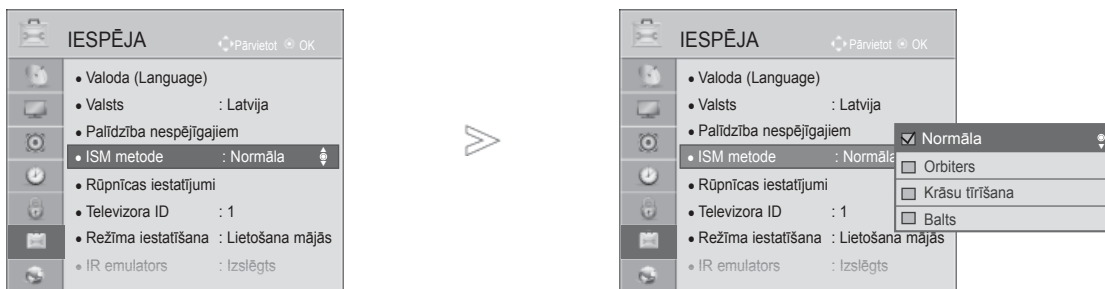 IESPĒJA Pārvietot OK
• Valoda (Language)
• Valsts : Latvija
• Palīdzība nespējīgajiem
• ISM metode : Normāla
• Rūpnīcas iestatījumi
• Televizora ID : 1
• Režīma iestatīšana : Lietošana mājās
• IR emulators : Izslēgts
IESPĒJA Pārvietot OK
• Valoda (Language)
• Valsts : Latvija
• Palīdzība nespējīgajiem
• ISM metode : Normāla
• Rūpnīcas iestatījumi
• Televizora ID : 1
• Režīma iestatīšana : Lietošana mājās
• IR emulators : Izslēgts
Normāla
Orbiters
Krāsu tīrīšana
Balts